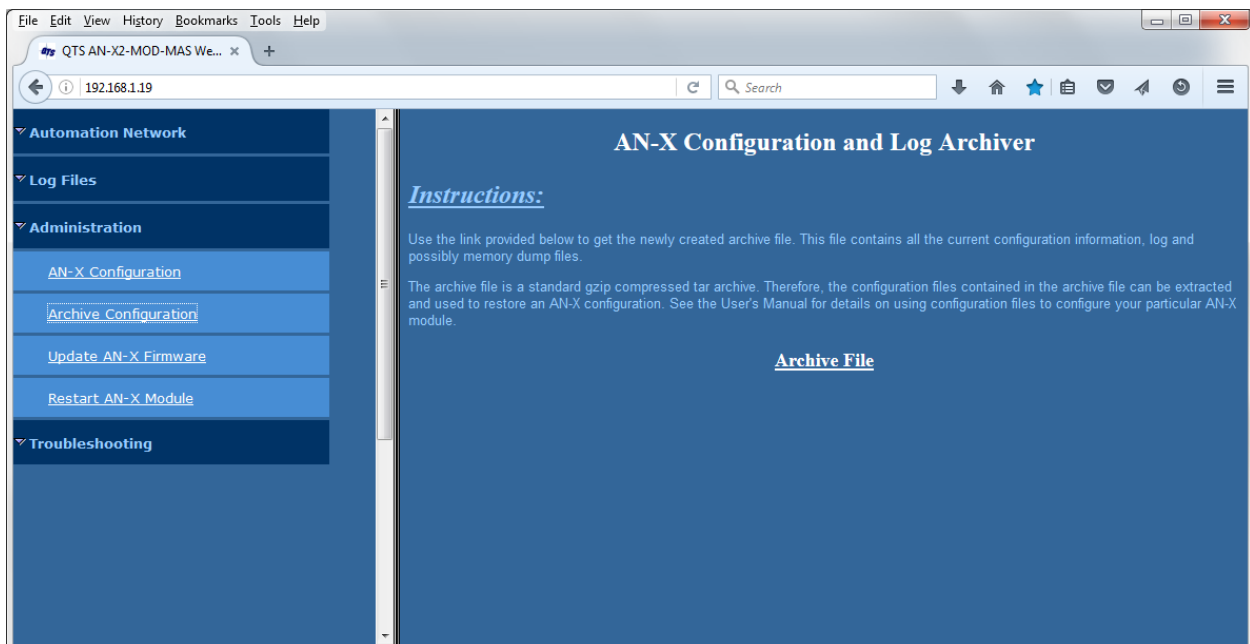 File Edit View History Bookmarks Tools Help
QTS AN-X2-MOD-MAS We...
192.168.1.19
Search
Automation Network
Log Files
Administration
AN-X Configuration
Archive Configuration
Update AN-X Firmware
Restart AN-X Module
Troubleshooting
AN-X Configuration and Log Archiver
Instructions:
Use the link provided below to get the newly created archive file. This file contains all the current configuration information, log and
possibly memory dump files.
The archive file is a standard gzip compressed tar archive. Therefore, the configuration files contained in the archive file can be extracted
and used to restore an AN-X configuration. See the User's Manual for details on using configuration files to configure your particular AN-X
module.
Archive File